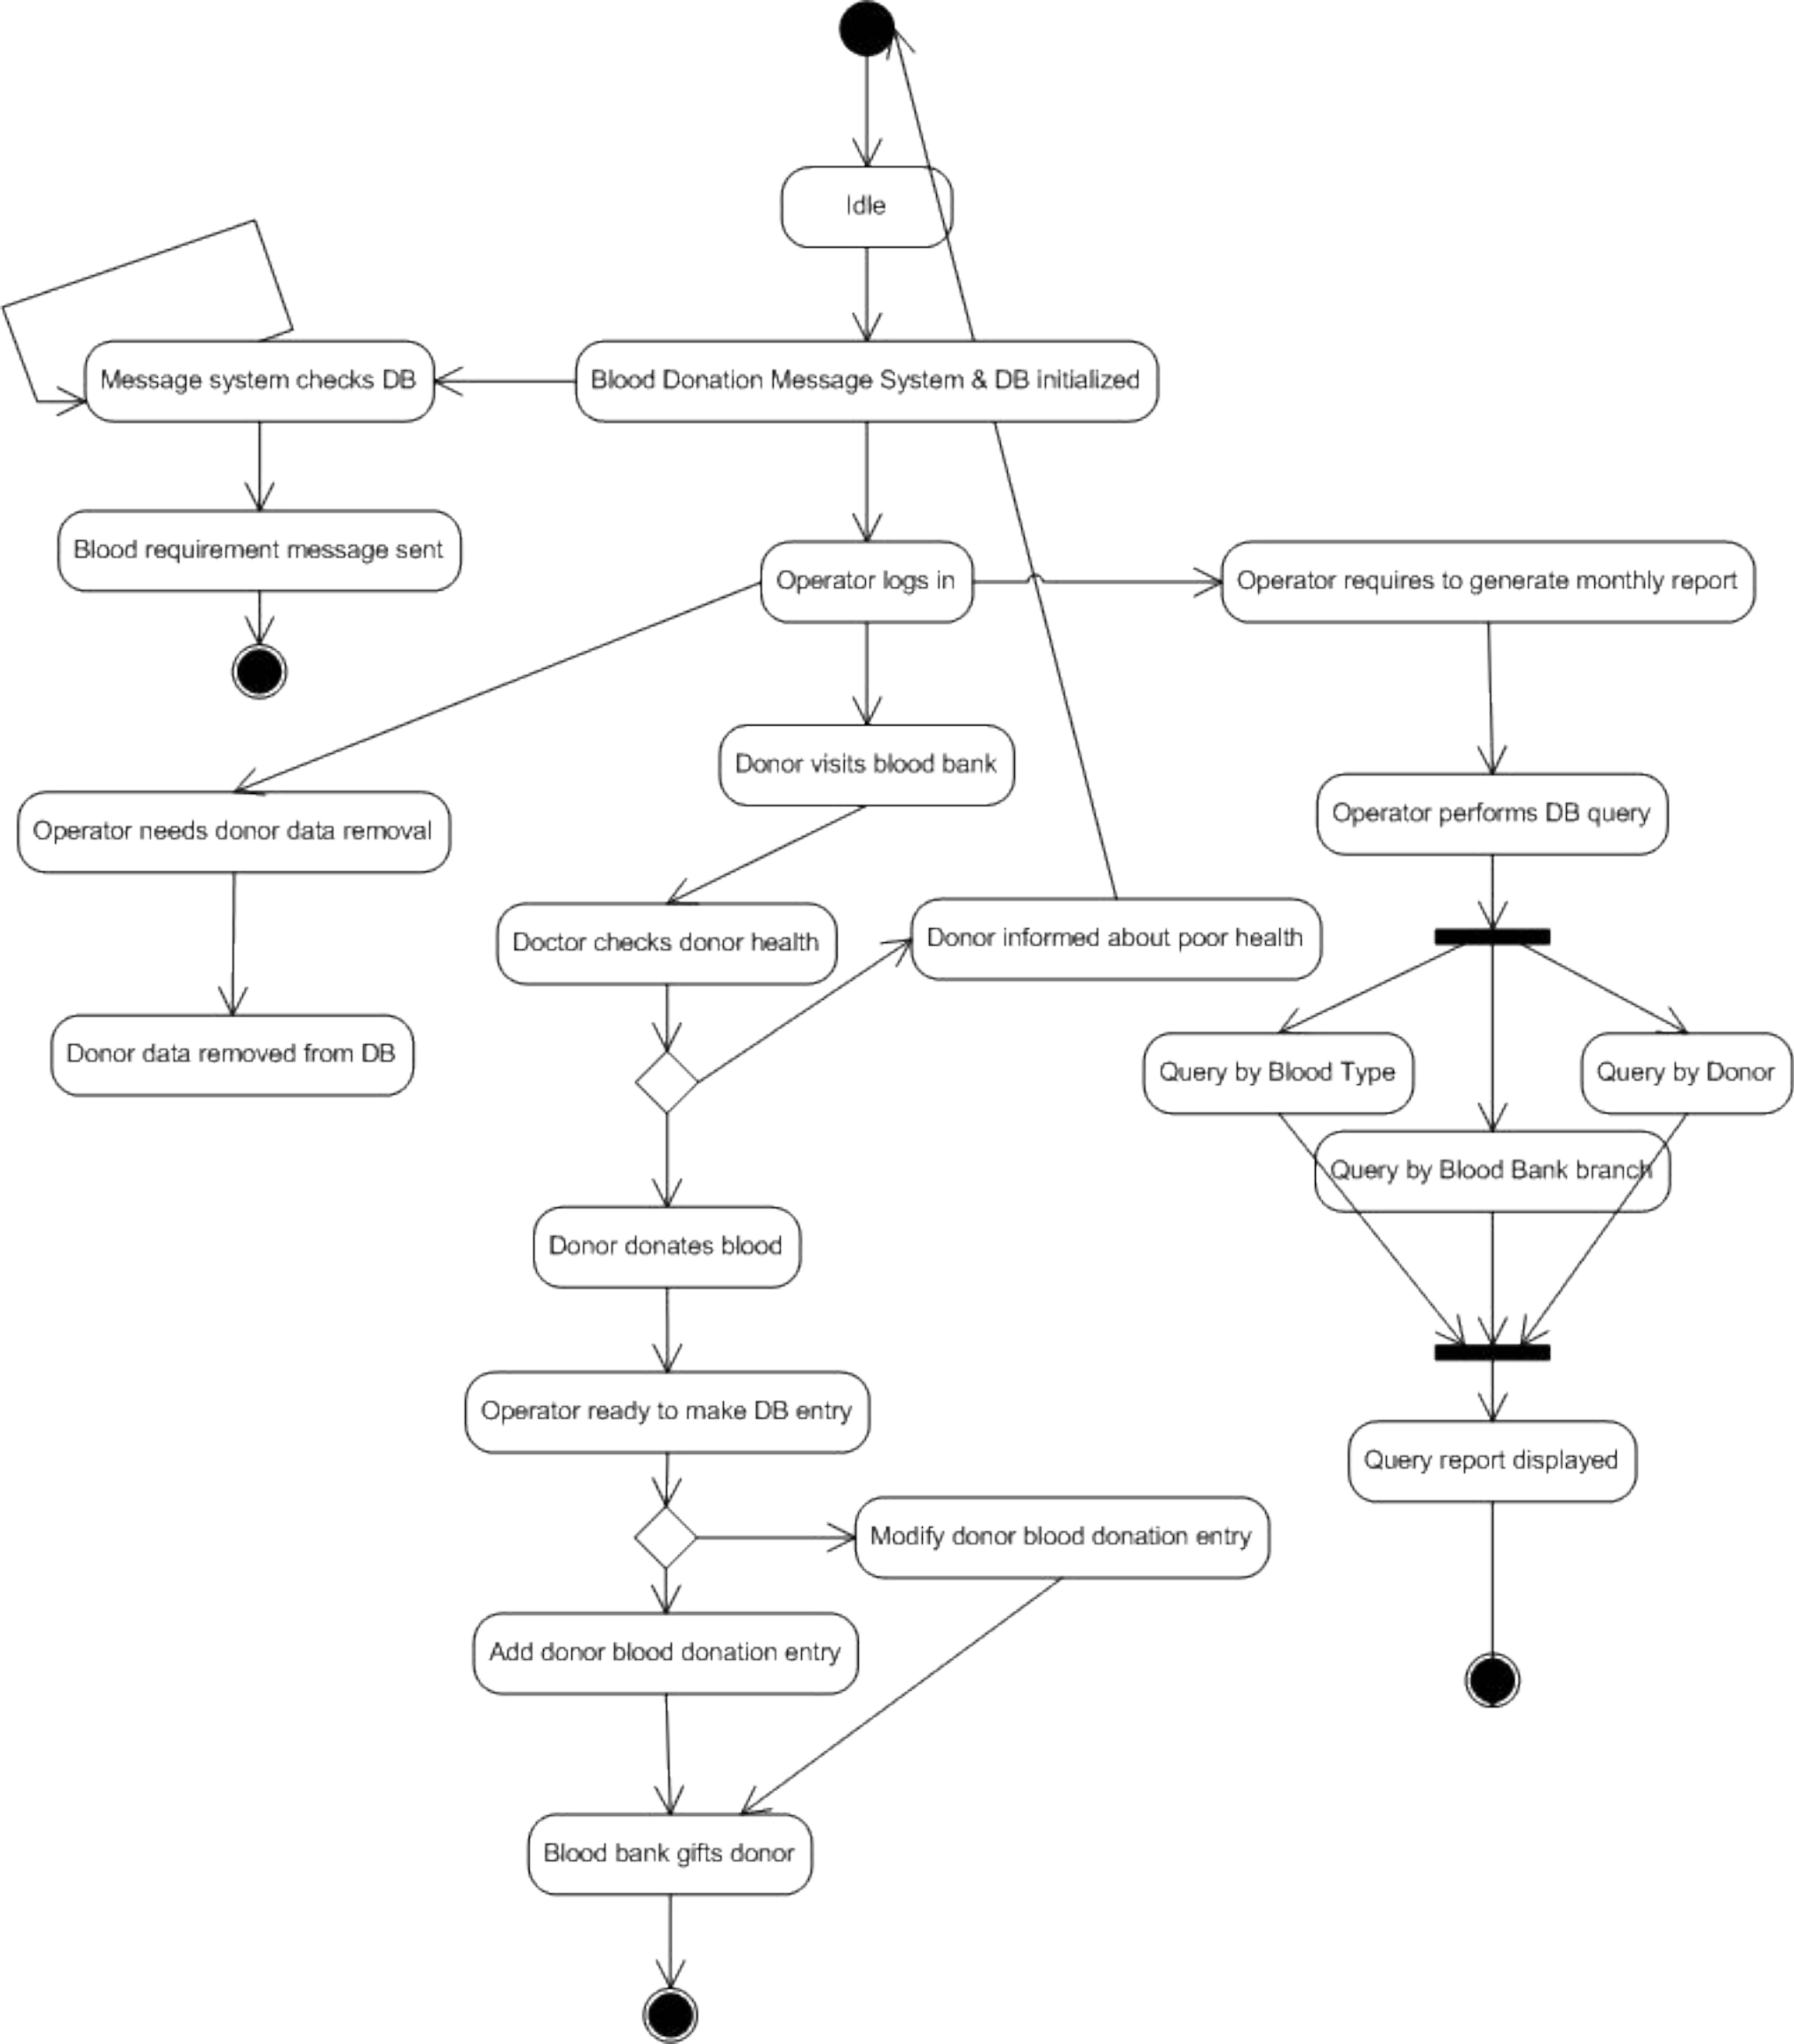 Idle
Message system checks DB
Blood Donation Message System & DB initialized
Blood requirement message sent
Operator logs in
Operator requires to generate monthly report
Donor visits blood bank
Operator needs donor data removal
Operator performs DB query
Doctor checks donor health
Donor informed about poor health
Donor data removed from DB
Query by Blood Type
Query by Donor
Query by Blood Bank branch
Donor donates blood
Operator ready to make DB entry
Query report displayed
Modify donor blood donation entry
Add donor blood donation entry
Blood bank gifts donor